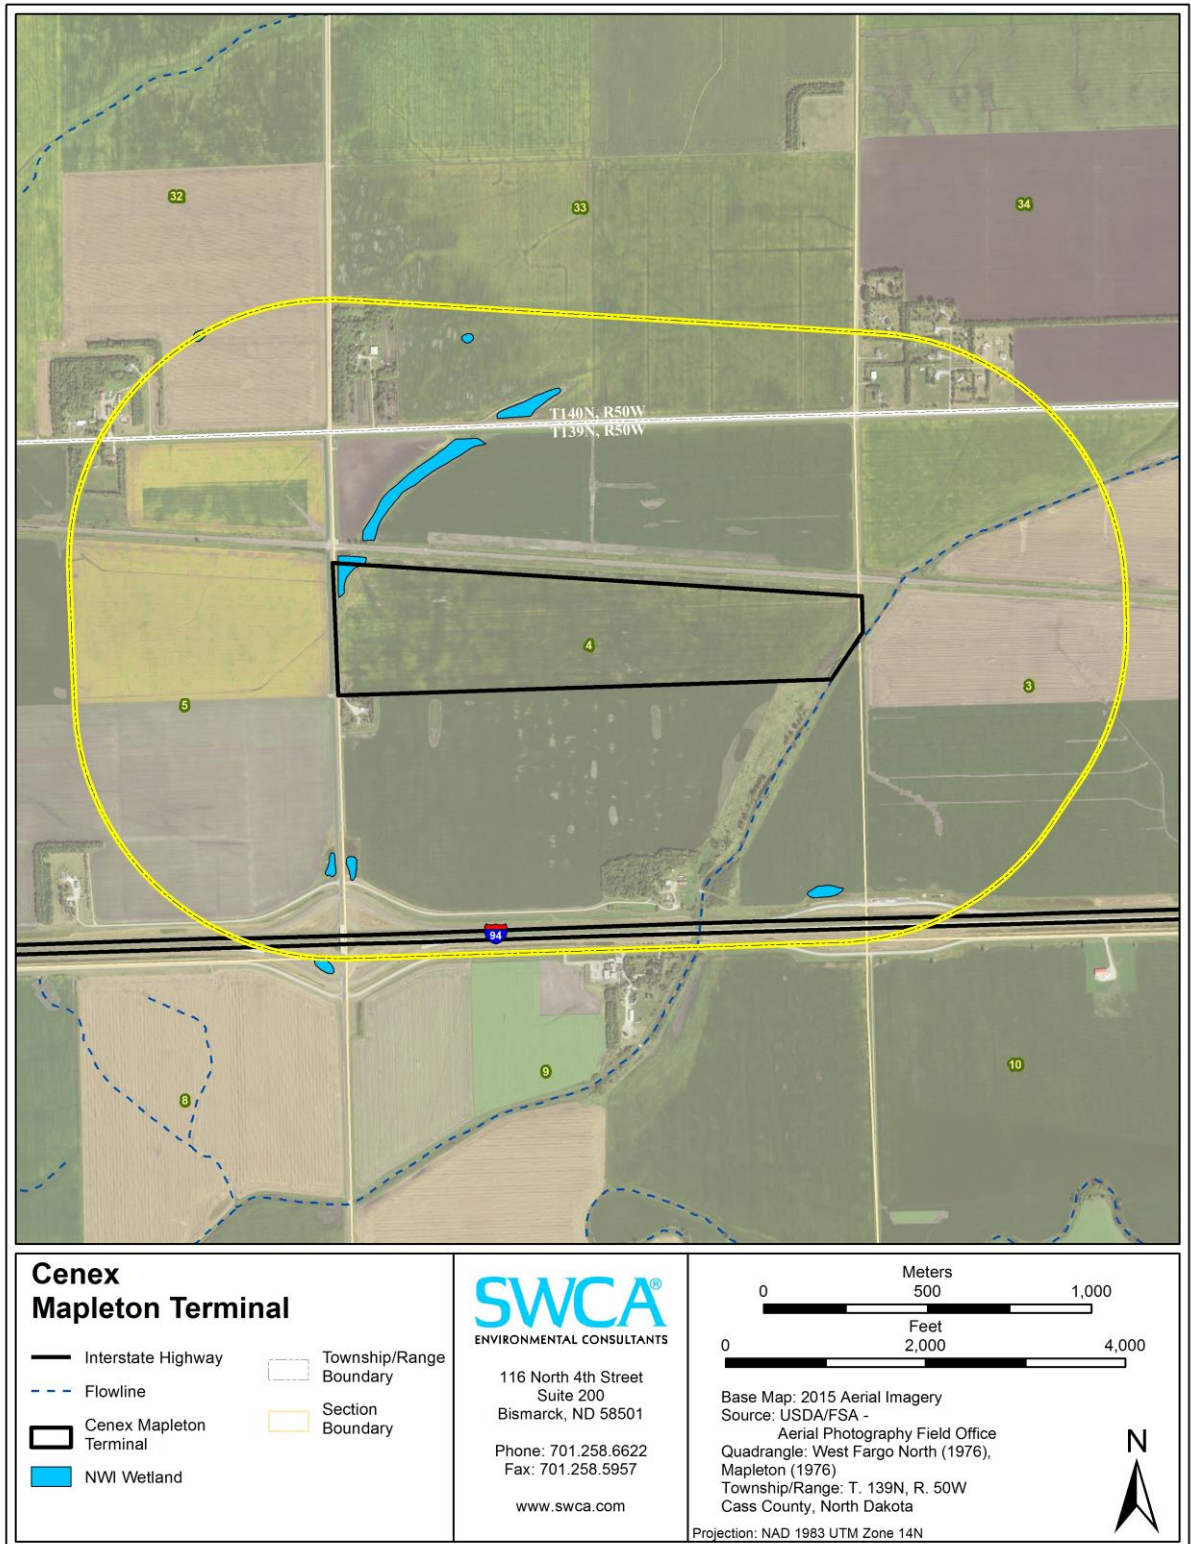 32
33
34
T140N, R50W
T139N, R50W
4
3
5
94
9
10
8
Cenex
Mapleton Terminal
Interstate Highway
Flowline
Cenex Mapleton
Terminal
NWI Wetland
Township/Range
Boundary
Section
Boundary
SWCA®
ENVIRONMENTAL CONSULTANTS
116 North 4th Street
Suite 200
Bismarck, ND 58501
Phone: 701.258.6622
Fax: 701.258.5957
www.swca.com
Meters
0 500 1,000
Feet
0 2,000 4,000
Base Map: 2015 Aerial Imagery
Source: USDA/FSA -
Aerial Photography Field Office
Quadrangle: West Fargo North (1976),
Mapleton (1976)
Township/Range: T. 139N, R. 50W
Cass County, North Dakota
Projection: NAD 1983 UTM Zone 14N
N